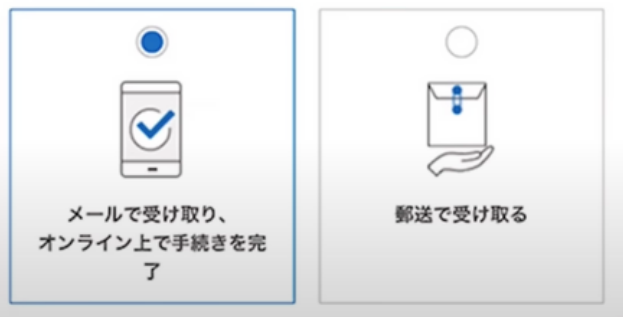 メールで受け取り、
オンライン上で手続きを完
了
郵送で受け取る